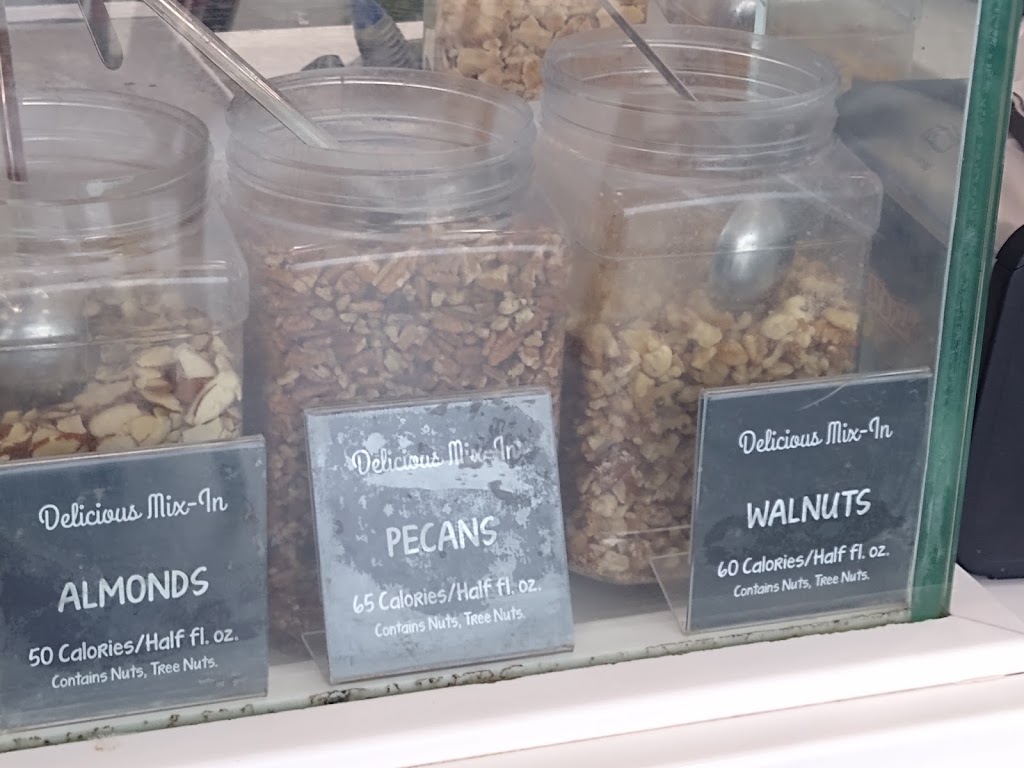 Delicious Mix-In
ALMONDS
50 Calories/Half fl. oz.
Contains Nuts, Tree Nuts.
Delicious Mix-In
PECANS
65 Calories/Half fl. oz.
Contains Nuts, Tree Nuts.
Delicious Mix-In
WALNUTS
60 Calories/Half fl. oz.
Contains Nuts, Tree Nuts.